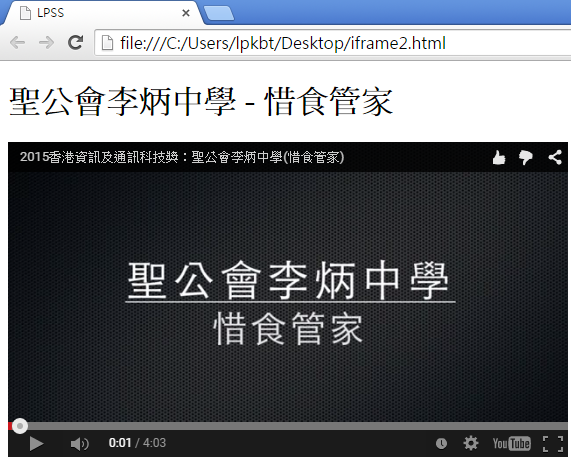 LPSS
file:///C:/Users/lpkbt/Desktop/iframe2.html
聖公會李炳中學 - 惜食管家
2015香港資訊及通訊科技獎：聖公會李炳中學(惜食管家)
聖公會李炳中學
惜食管家
0:01 / 4:03
YouTube